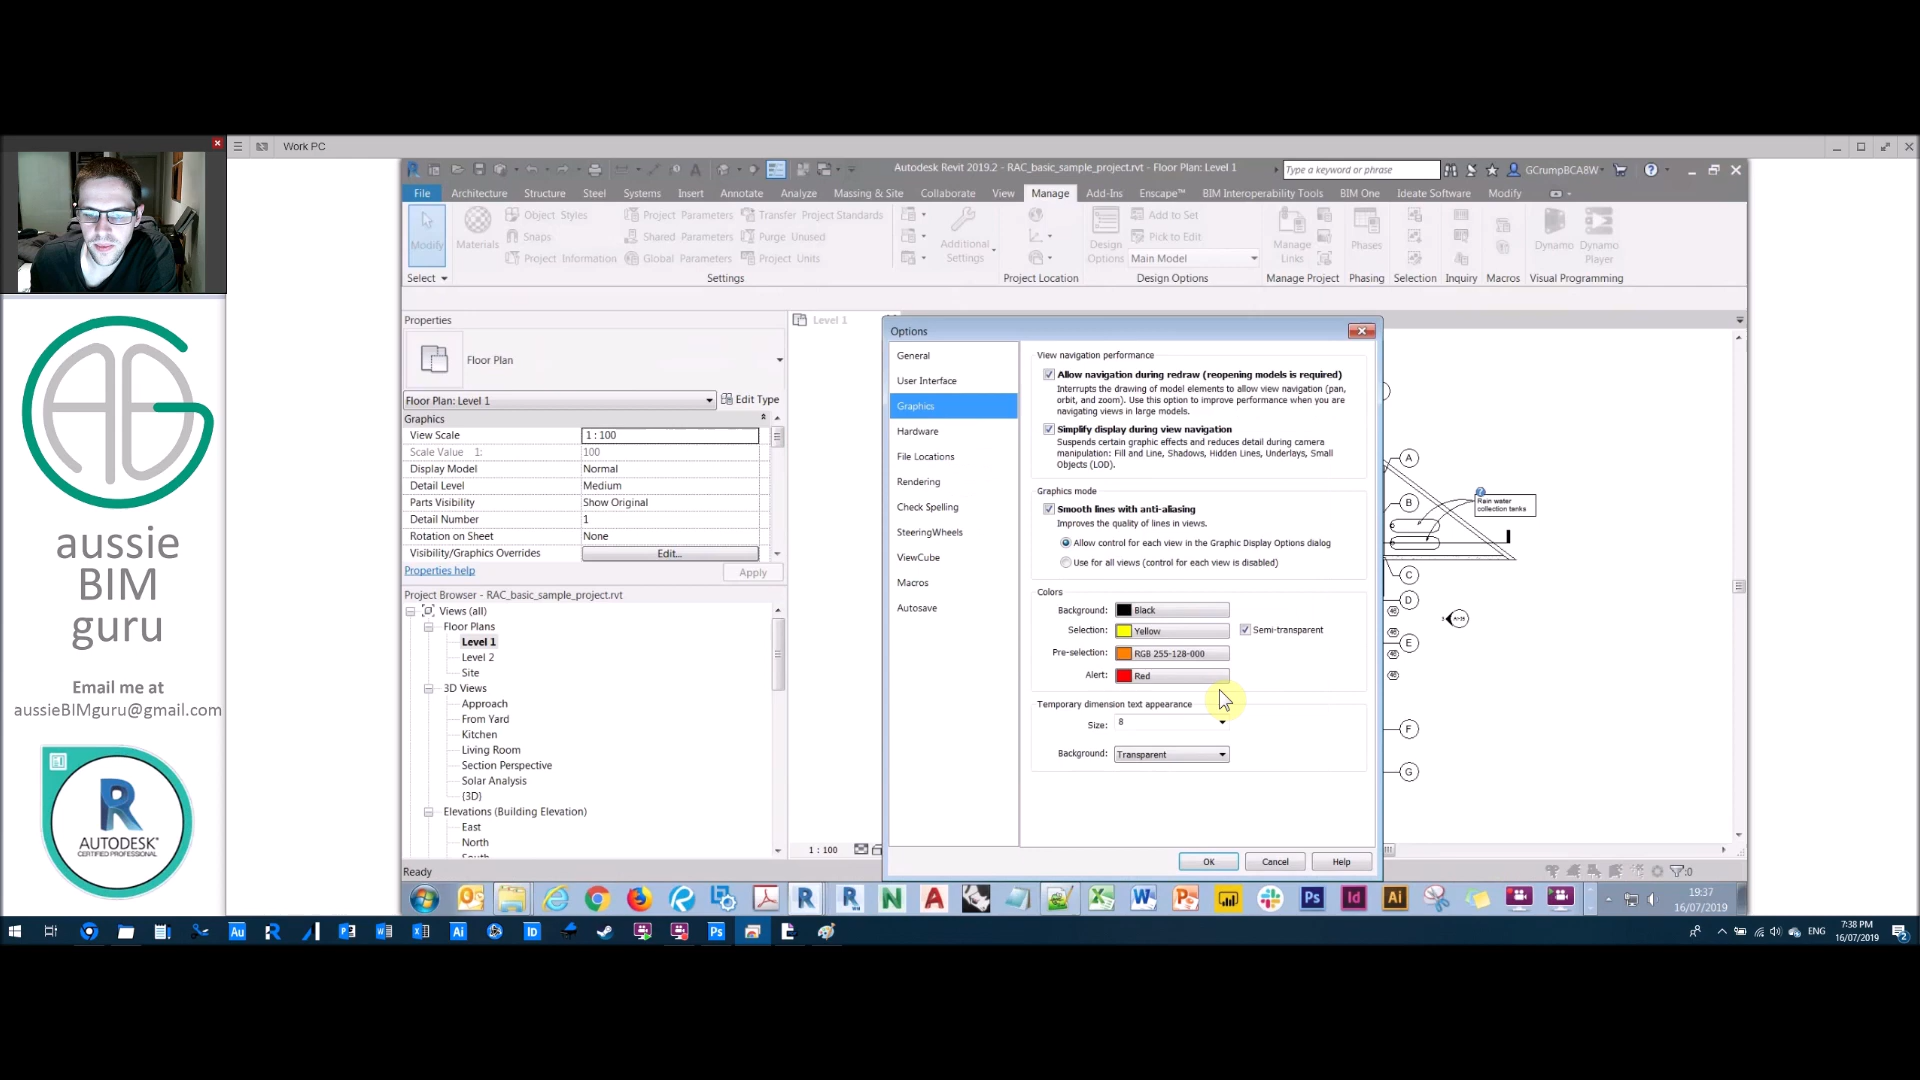 Work PC
Autodesk Revit 2019.2 - RAC_basic_sample_project.rvt - Floor Plan: Level 1
Type a keyword or phrase
GCrumpBCA8W
File Architecture Structure Steel Systems Insert Annotate Analyze Massing & Site Collaborate View Manage Add-Ins Enscape™ BIM Interoperability Tools BIM One Ideate Software Modify
Modify
Materials
Object Styles
Snaps
Project Information
Project Parameters
Shared Parameters
Global Parameters
Transfer Project Standards
Purge Unused
Project Units
Additional
Settings
Design
Options
Add to Set
Pick to Edit
Main Model
Manage
Links
Phases
Dynamo
Dynamo
Player
Select
Settings
Project Location
Design Options
Manage Project
Phasing
Selection
Inquiry
Macros
Visual Programming
aussie
BIM
guru
Email me at
aussieBIMguru@gmail.com
R
AUTODESK
CERTIFIED PROFESSIONAL
Properties
Floor Plan
Floor Plan: Level 1
Edit Type
Graphics
View Scale 1 : 100
Scale Value 1: 100
Display Model Normal
Detail Level Medium
Parts Visibility Show Original
Detail Number 1
Rotation on Sheet None
Visibility/Graphics Overrides Edit...
Properties help
Apply
Project Browser - RAC_basic_sample_project.rvt
Views (all)
Floor Plans
Level 1
Level 2
Site
3D Views
Approach
From Yard
Kitchen
Living Room
Section Perspective
Solar Analysis
{3D}
Elevations (Building Elevation)
East
North
South
Ready
Level 1
1 : 100
Options
General
User Interface
Graphics
Hardware
File Locations
Rendering
Check Spelling
SteeringWheels
ViewCube
Macros
Autosave
View navigation performance
Allow navigation during redraw (reopening models is required)
Interrupts the drawing of model elements to allow view navigation (pan,
orbit, and zoom). Use this option to improve performance when you are
navigating views in large models.
Simplify display during view navigation
Suspends certain graphic effects and reduces detail during camera
manipulation: Fill and Line, Shadows, Hidden Lines, Underlays, Small
Objects (LOD).
Graphics mode
Smooth lines with anti-aliasing
Improves the quality of lines in views.
Allow control for each view in the Graphic Display Options dialog
Use for all views (control for each view is disabled)
Colors
Background: Black
Selection: Yellow
Semi-transparent
Pre-selection: RGB 255-128-000
Alert: Red
Temporary dimension text appearance
Size: 8
Background: Transparent
OK
Cancel
Help
A
B
C
D
E
F
G
Rain water
collection tanks
:0
19:37
16/07/2019
ENG
7:38 PM
16/07/2019